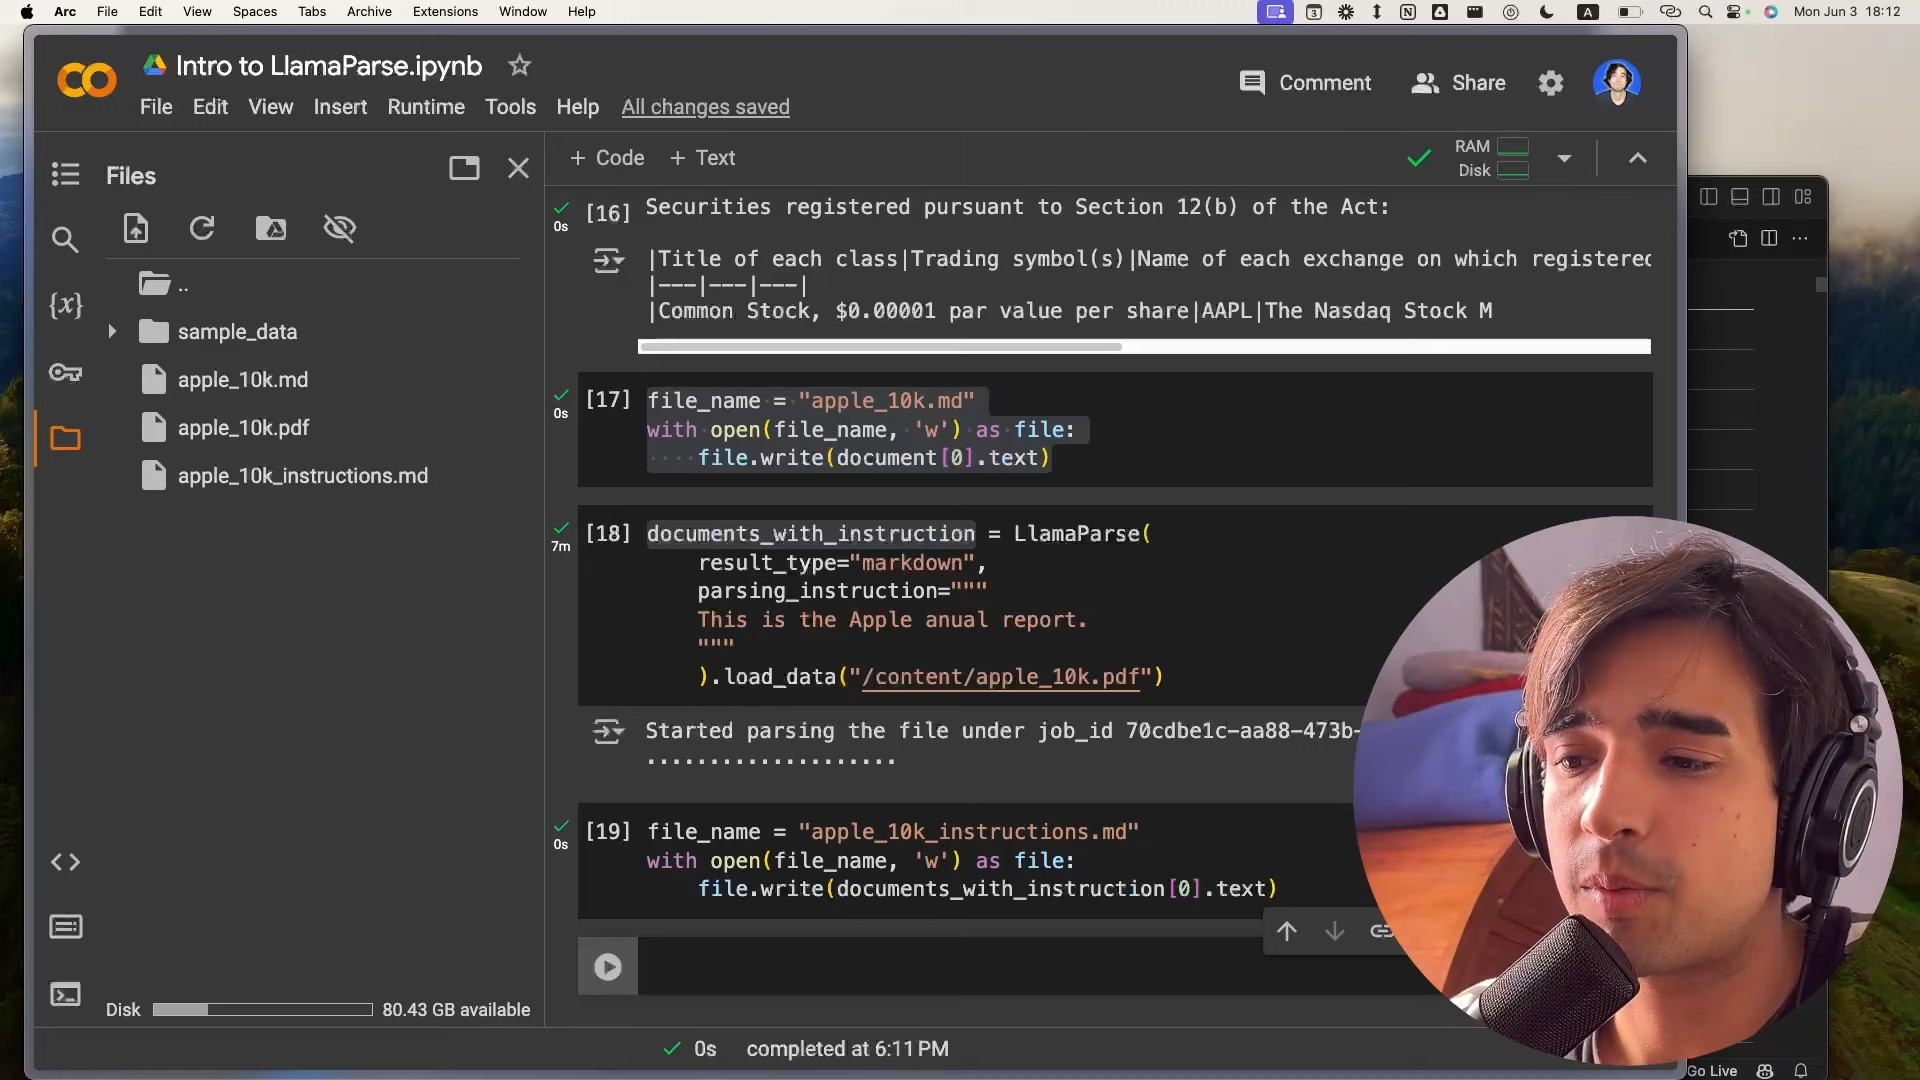 Arc File Edit View Spaces Tabs Archive Extensions Window Help
3
A
Mon Jun 3 18:12
Intro to LlamaParse.ipynb
File Edit View Insert Runtime Tools Help All changes saved
Comment
Share
Files
+ Code + Text
RAM
Disk
..
sample_data
apple_10k.md
apple_10k.pdf
apple_10k_instructions.md
{x}
Disk
80.43 GB available
0s
[16]
Securities registered pursuant to Section 12(b) of the Act:
|Title of each class|Trading symbol(s)|Name of each exchange on which registered
|---|---|---|
|Common Stock, $0.00001 par value per share|AAPL|The Nasdaq Stock M
0s
[17]
file_name = "apple_10k.md"
with open(file_name, 'w') as file:
file.write(document[0].text)
7m
[18]
documents_with_instruction = LlamaParse(
result_type="markdown",
parsing_instruction="""
This is the Apple anual report.
"""
).load_data("/content/apple_10k.pdf")
Started parsing the file under job_id 70cdbe1c-aa88-473b-
....................
0s
[19]
file_name = "apple_10k_instructions.md"
with open(file_name, 'w') as file:
file.write(documents_with_instruction[0].text)
0s completed at 6:11 PM
Go Live